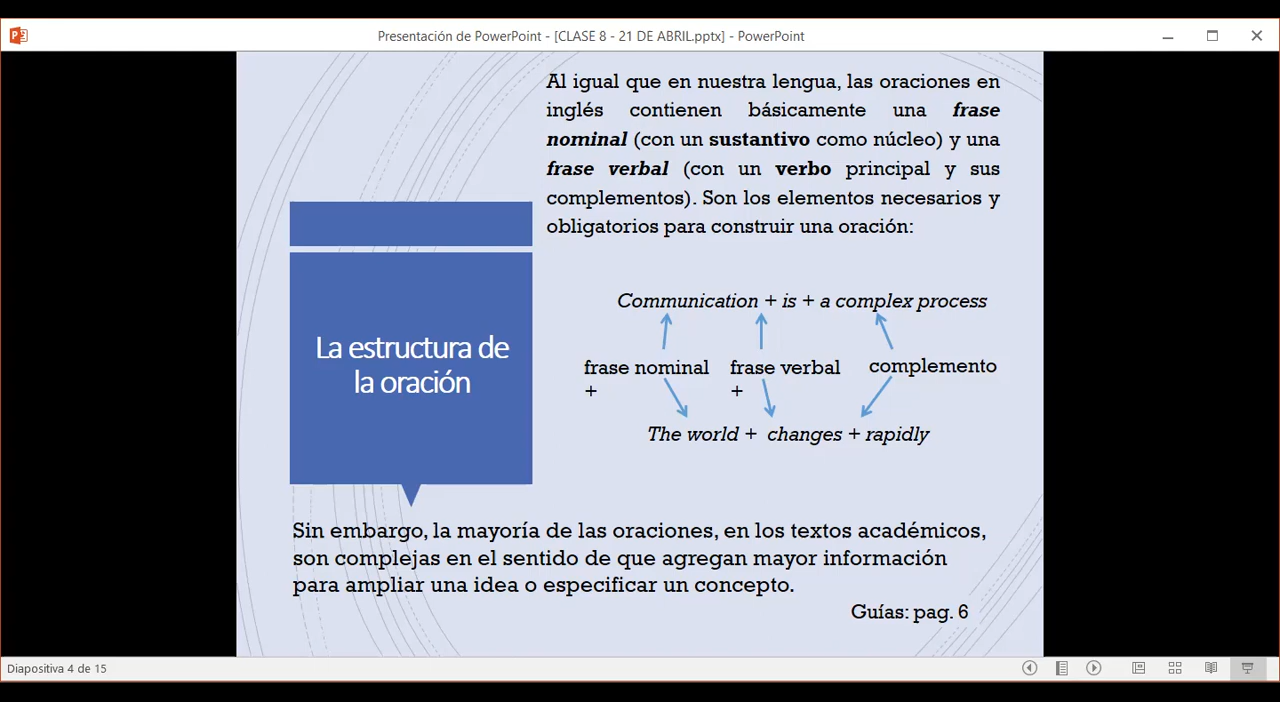 Presentación de PowerPoint - [CLASE 8 - 21 DE ABRIL.pptx] - PowerPoint
Al igual que en nuestra lengua, las oraciones en
inglés contienen básicamente una frase
nominal (con un sustantivo como núcleo) y una
frase verbal (con un verbo principal y sus
complementos). Son los elementos necesarios y
obligatorios para construir una oración:
La estructura de
la oración
Communication + is + a complex process
frase nominal frase verbal complemento
+ +
The world + changes + rapidly
Sin embargo, la mayoría de las oraciones, en los textos académicos,
son complejas en el sentido de que agregan mayor información
para ampliar una idea o especificar un concepto.
Guías: pag. 6
Diapositiva 4 de 15